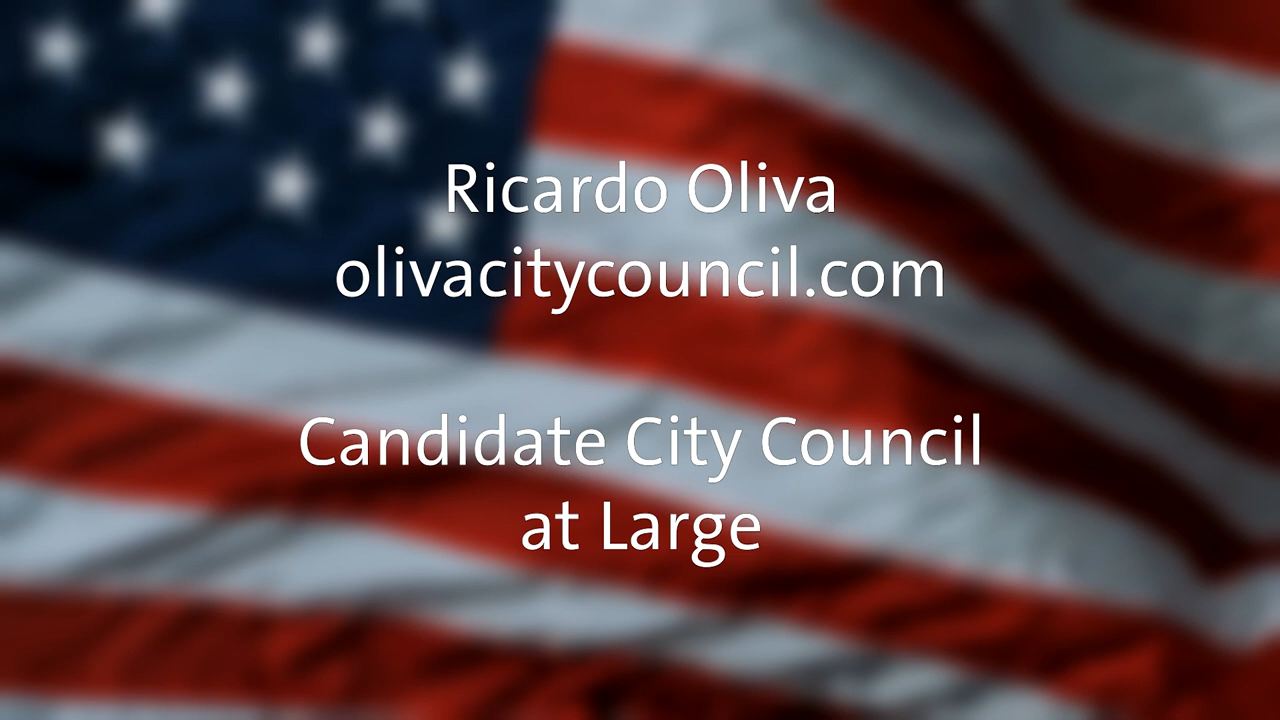 Ricardo Oliva
olivacitycouncil.com
Candidate City Council
at Large